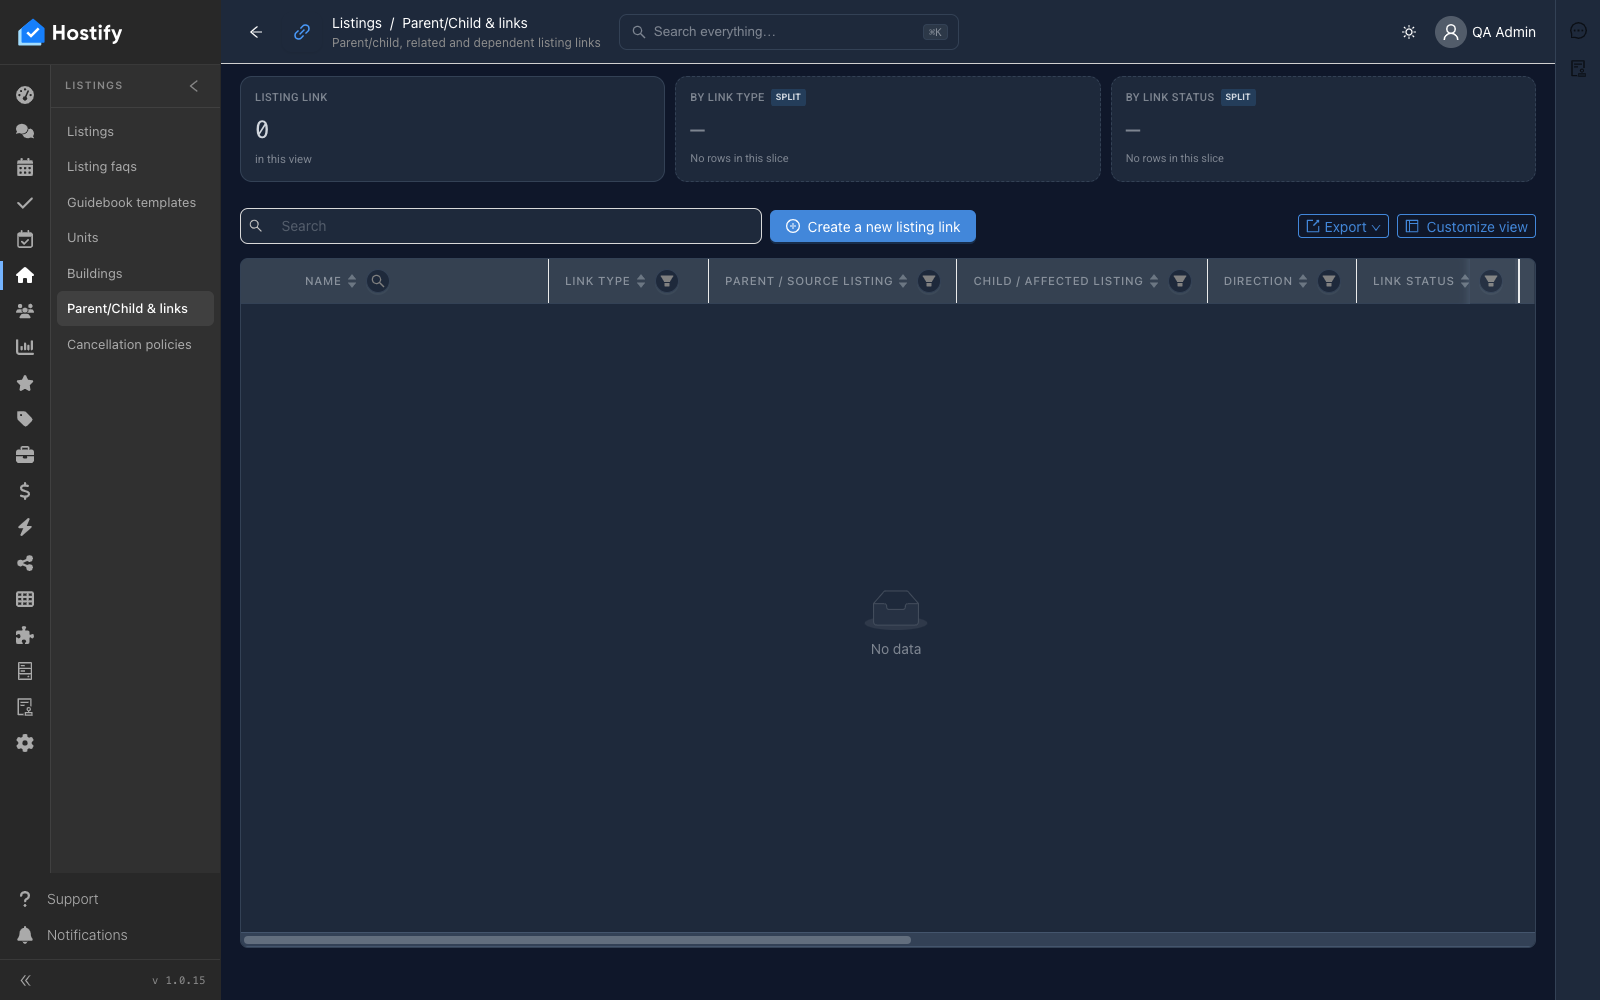 Hostify
LISTINGS
Listings
Listing faqs
Guidebook templates
Units
Buildings
Parent/Child & links
Cancellation policies
Support
Notifications
v 1.0.15
Listings / Parent/Child & links
Parent/child, related and dependent listing links
Search everything...
⌘K
QA Admin
LISTING LINK
0
in this view
BY LINK TYPE SPLIT
—
No rows in this slice
BY LINK STATUS SPLIT
—
No rows in this slice
Search
Create a new listing link
Export
Customize view
NAME LINK TYPE PARENT / SOURCE LISTING CHILD / AFFECTED LISTING DIRECTION LINK STATUS
No data